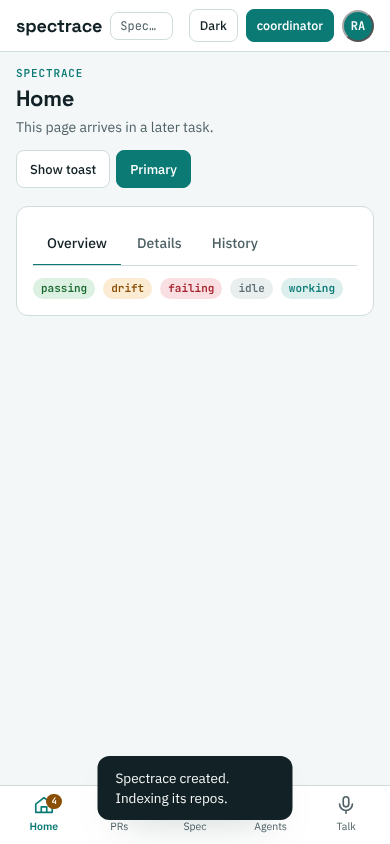 spectrace
Spec…
Dark
coordinator
RA
SPECTRACE
Home
This page arrives in a later task.
Show toast
Primary
Overview
Details
History
passing
drift
failing
idle
working
Spectrace created.
Indexing its repos.
4
Home
PRs
Spec
Agents
Talk